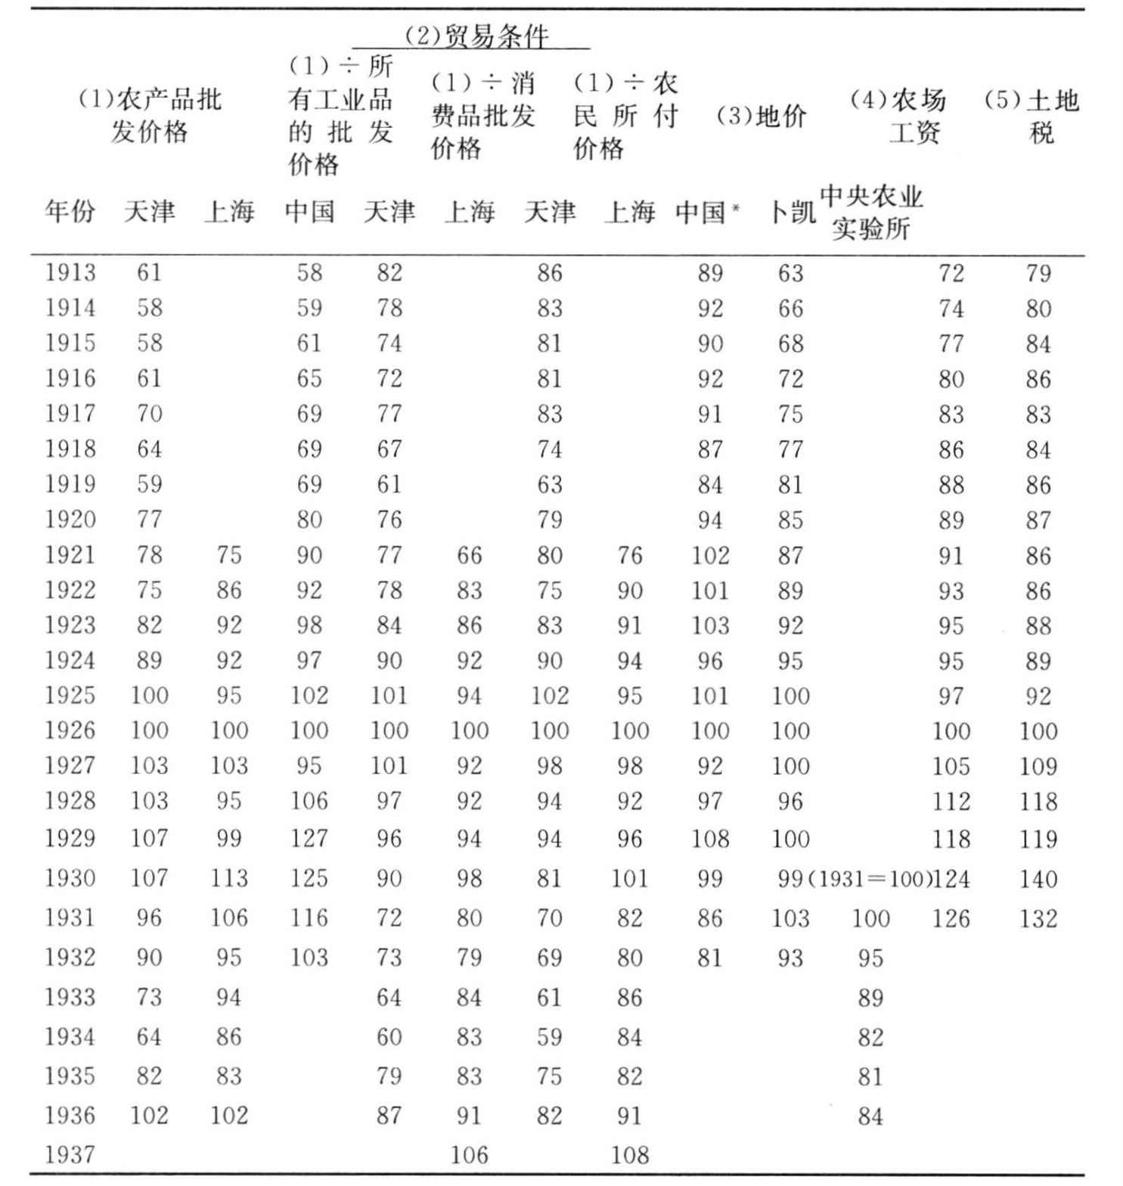 (2)贸易条件
(1)农产品批发价格
(1)÷所有工业品的批发价格
(1)÷消费品批发价格
(1)÷农民所付价格
(3)地价
(4)农场工资
(5)土地税
年份 天津 上海 中国 天津 上海 天津 上海 中国* 卜凯 中央农业实验所
1913 61 58 82 86 89 63 72 79
1914 58 59 78 83 92 66 74 80
1915 58 61 74 81 90 68 77 84
1916 61 65 72 81 92 72 80 86
1917 70 69 77 83 91 75 83 83
1918 64 69 67 74 87 77 86 84
1919 59 69 61 63 84 81 88 86
1920 77 80 76 79 94 85 89 87
1921 78 75 90 77 66 80 76 102 87 91 86
1922 75 86 92 78 83 75 90 101 89 93 86
1923 82 92 98 84 86 83 91 103 92 95 88
1924 89 92 97 90 92 90 94 96 95 95 89
1925 100 95 102 101 94 102 95 101 100 97 92
1926 100 100 100 100 100 100 100 100 100 100 100
1927 103 103 95 101 92 98 98 92 100 105 109
1928 103 95 106 97 92 94 92 97 96 112 118
1929 107 99 127 96 94 94 96 108 100 118 119
1930 107 113 125 90 98 81 101 99 99(1931=100)124 140
1931 96 106 116 72 80 70 82 86 103 100 126 132
1932 90 95 103 73 79 69 80 81 93 95
1933 73 94 64 84 61 86 89
1934 64 86 60 83 59 84 82
1935 82 83 79 83 75 82 81
1936 102 102 87 91 82 91 84
1937 106 108